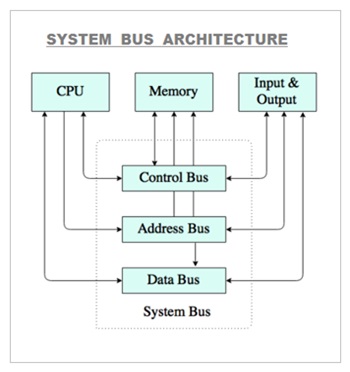 SYSTEM BUS ARCHITECTURE
CPU
Memory
Input &
Output
Control Bus
Address Bus
Data Bus
System Bus